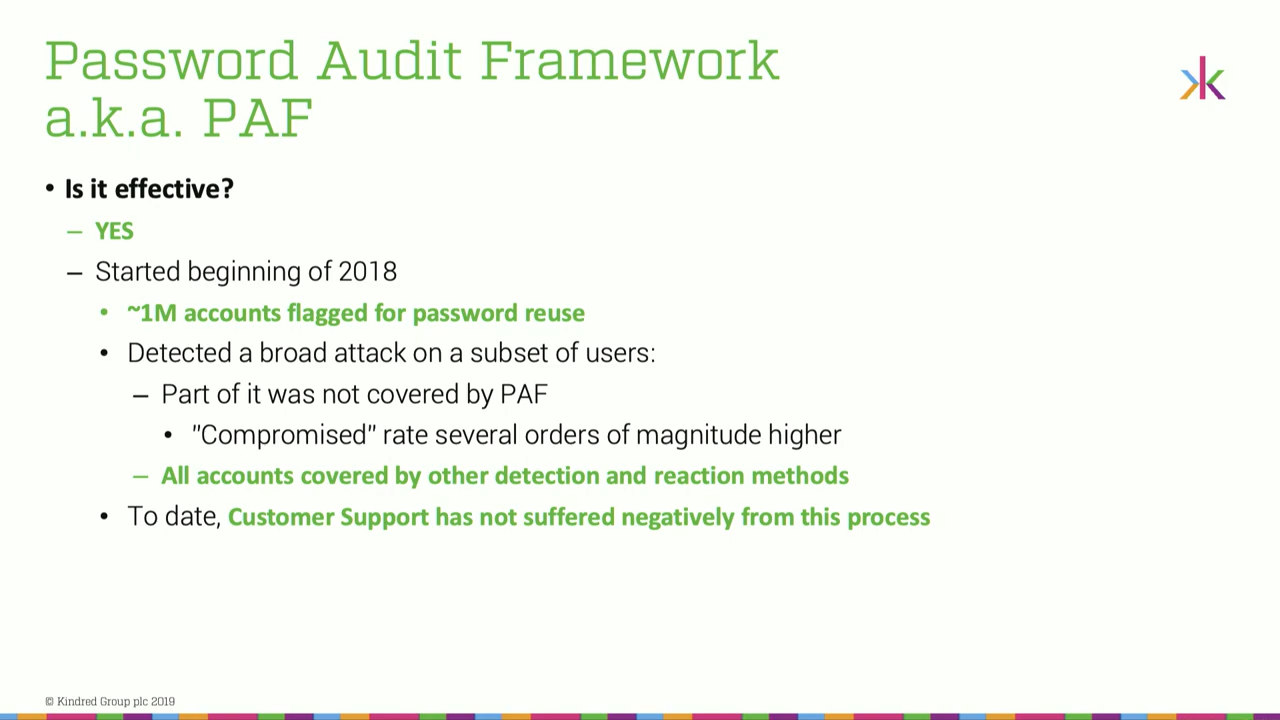 Password Audit Framework
a.k.a. PAF
• Is it effective?
– YES
– Started beginning of 2018
• ~1M accounts flagged for password reuse
• Detected a broad attack on a subset of users:
– Part of it was not covered by PAF
• "Compromised" rate several orders of magnitude higher
– All accounts covered by other detection and reaction methods
• To date, Customer Support has not suffered negatively from this process
© Kindred Group plc 2019